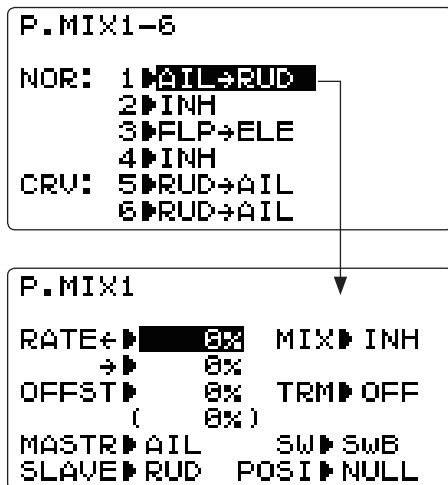 P.MIX1-6
NOR: 1▶AIL→RUD
2▶INH
3▶FLP→ELE
4▶INH
CRV: 5▶RUD→AIL
6▶RUD→AIL
P.MIX1
RATE←▶ 0% MIX▶INH
→▶ 0%
OFFST▶ 0% TRM▶OFF
( 0%)
MASTR▶AIL SW▶SwB
SLAVE▶RUD POSI▶NULL